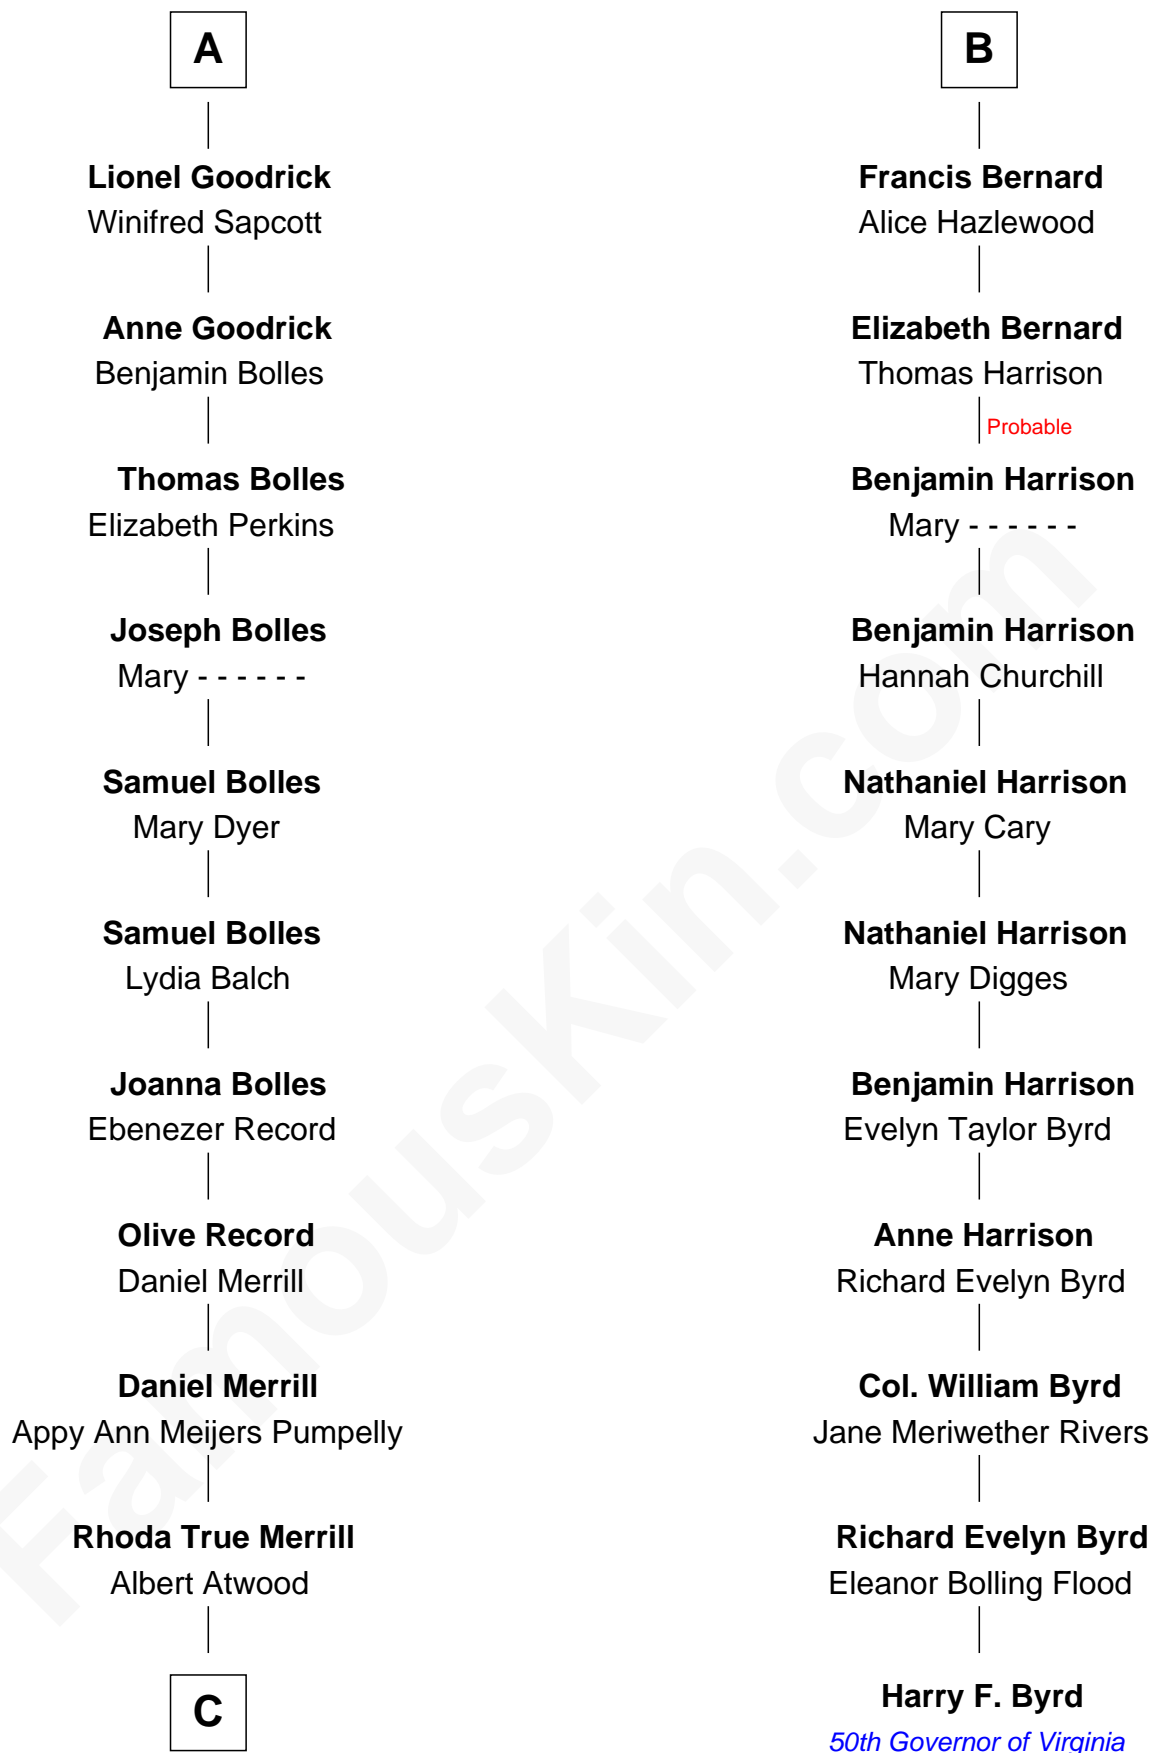 A
Lionel Goodrick
Winifred Sapcott
Anne Goodrick
Benjamin Bolles
Thomas Bolles
Elizabeth Perkins
Joseph Bolles
Mary - - - - - -
Samuel Bolles
Mary Dyer
Samuel Bolles
Lydia Balch
Joanna Bolles
Ebenezer Record
Olive Record
Daniel Merrill
Daniel Merrill
Appy Ann Meijers Pumpelly
Rhoda True Merrill
Albert Atwood
C
B
Francis Bernard
Alice Hazlewood
Elizabeth Bernard
Thomas Harrison
Probable
Benjamin Harrison
Mary - - - - - -
Benjamin Harrison
Hannah Churchill
Nathaniel Harrison
Mary Cary
Nathaniel Harrison
Mary Digges
Benjamin Harrison
Evelyn Taylor Byrd
Anne Harrison
Richard Evelyn Byrd
Col. William Byrd
Jane Meriwether Rivers
Richard Evelyn Byrd
Eleanor Bolling Flood
Harry F. Byrd
50th Governor of Virginia
FamousKin.com